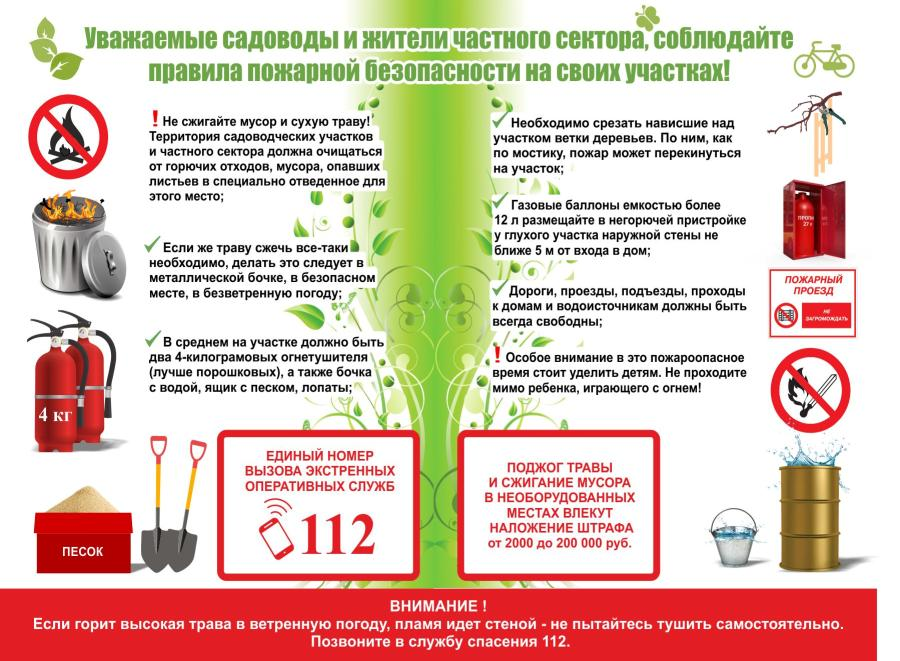 Уважаемые садоводы и жители частного сектора, соблюдайте
правила пожарной безопасности на своих участках!
! Не сжигайте мусор и сухую траву!
Территория садоводческих участков
и частного сектора должна очищаться
от горючих отходов, мусора, опавших
листьев в специально отведенное для
этого место;
Если же траву сжечь все-таки
необходимо, делать это следует в
металлической бочке, в безопасном
месте, в безветренную погоду;
В среднем на участке должно быть
два 4-килограмовых огнетушителя
(лучше порошковых), а также бочка
с водой, ящик с песком, лопаты;
4 кг
ПЕСОК
ЕДИНЫЙ НОМЕР
ВЫЗОВА ЭКСТРЕННЫХ
ОПЕРАТИВНЫХ СЛУЖБ
112
Необходимо срезать нависшие над
участком ветки деревьев. По ним, как
по мостику, пожар может перекинуться
на участок;
Газовые баллоны емкостью более
12 л размещайте в негорючей пристройке
у глухого участка наружной стены не
ближе 5 м от входа в дом;
Дороги, проезды, подъезды, проходы
к домам и водоисточникам должны быть
всегда свободны;
! Особое внимание в это пожароопасное
время стоит уделить детям. Не проходите
мимо ребенка, играющего с огнем!
ПРОПАН
27 л
ПОЖАРНЫЙ
ПРОЕЗД
НЕ
ЗАГРОМОЖДАТЬ
ПОДЖОГ ТРАВЫ
И СЖИГАНИЕ МУСОРА
В НЕОБОРУДОВАННЫХ
МЕСТАХ ВЛЕКУТ
НАЛОЖЕНИЕ ШТРАФА
от 2000 до 200 000 руб.
ВНИМАНИЕ !
Если горит высокая трава в ветренную погоду, пламя идет стеной - не пытайтесь тушить самостоятельно.
Позвоните в службу спасения 112.